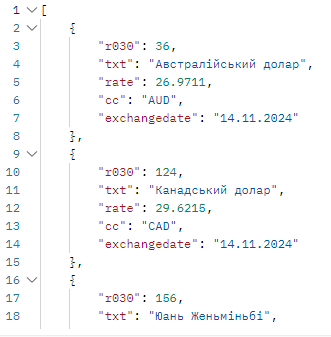 1 [
2 {
3 "r030": 36,
4 "txt": "Австралійський долар",
5 "rate": 26.9711,
6 "cc": "AUD",
7 "exchangedate": "14.11.2024"
8 },
9 {
10 "r030": 124,
11 "txt": "Канадський долар",
12 "rate": 29.6215,
13 "cc": "CAD",
14 "exchangedate": "14.11.2024"
15 },
16 {
17 "r030": 156,
18 "txt": "Юань Женьміньбі",